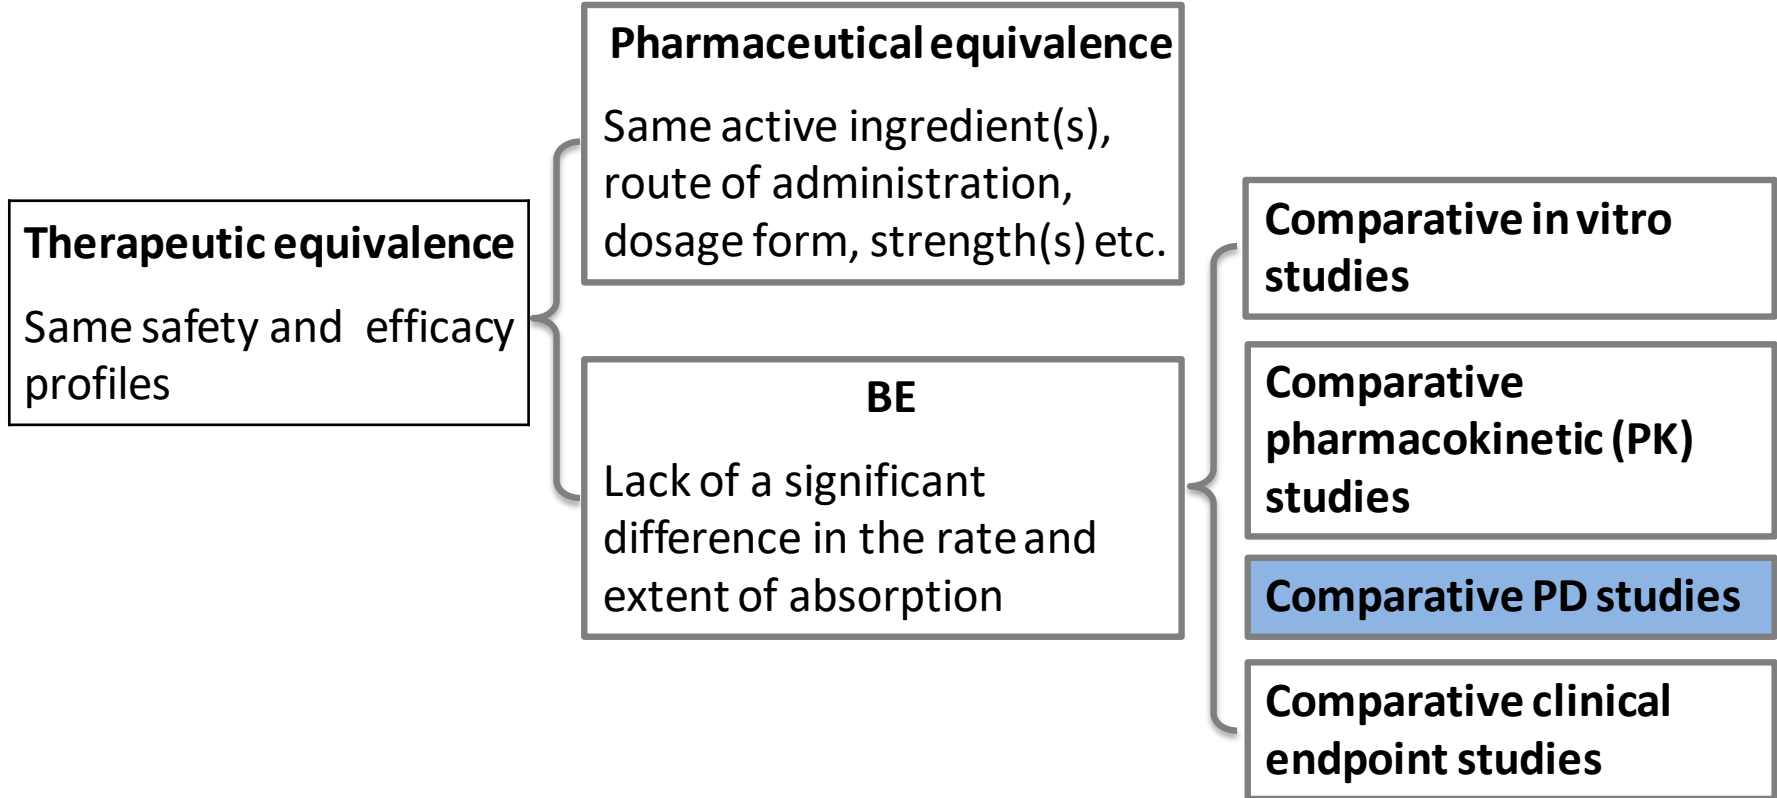 Therapeutic equivalence
Same safety and efficacy
profiles
Pharmaceutical equivalence
Same active ingredient(s),
route of administration,
dosage form, strength(s) etc.
BE
Lack of a significant
difference in the rate and
extent of absorption
Comparative in vitro
studies
Comparative
pharmacokinetic (PK)
studies
Comparative PD studies
Comparative clinical
endpoint studies